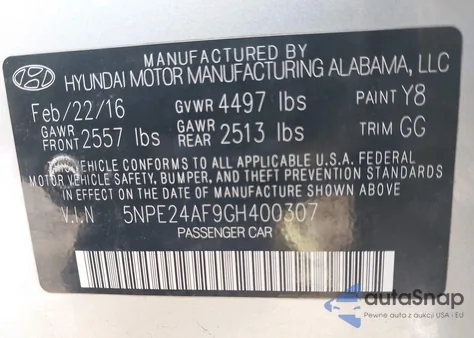 MANUFACTURED BY
HYUNDAI MOTOR MANUFACTURING ALABAMA, LLC
Feb/22/16 GVWR 4497 lbs PAINT Y8
GAWR FRONT 2557 lbs GAWR REAR 2513 lbs TRIM GG
THIS VEHICLE CONFORMS TO ALL APPLICABLE U.S.A. FEDERAL
MOTOR VEHICLE SAFETY, BUMPER, AND THEFT PREVENTION STANDARDS
IN EFFECT ON THE DATE OF MANUFACTURE SHOWN ABOVE.
V.I.N 5NPE24AF9GH400307
PASSENGER CAR
autaSnap
Pewne auta z aukcji USA i EU